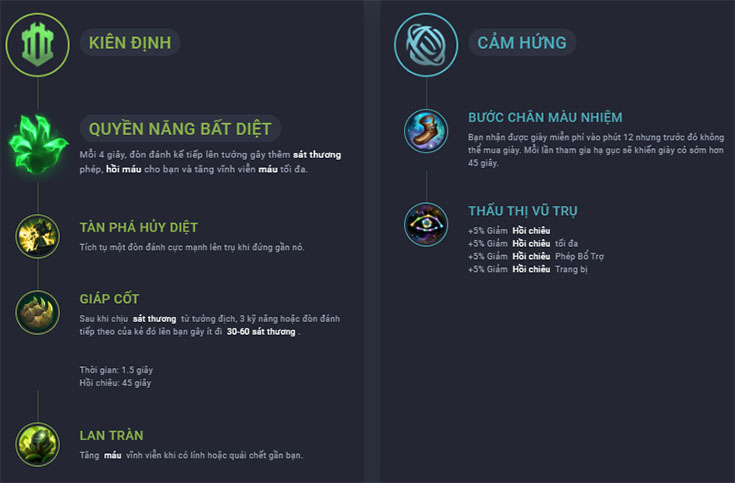 KIÊN ĐỊNH
QUYỀN NĂNG BẤT DIỆT
Mỗi 4 giây, đòn đánh kế tiếp lên tướng gây thêm sát thương
phép, hồi máu cho bạn và tăng vĩnh viễn máu tối đa.
TÀN PHÁ HỦY DIỆT
Tích tụ một đòn đánh cực mạnh lên trụ khi đứng gần nó.
GIÁP CỐT
Sau khi chịu sát thương từ tướng địch, 3 kỹ năng hoặc đòn đánh
tiếp theo của kẻ đó lên bạn gây ít đi 30-60 sát thương .
Thời gian: 1.5 giây
Hồi chiêu: 45 giây
LAN TRÀN
Tăng máu vĩnh viễn khi có lính hoặc quái chết gần bạn.
CẢM HỨNG
BƯỚC CHÂN MÀU NHIỆM
Bạn nhận được giày miễn phí vào phút 12 nhưng trước đó không
thể mua giày. Mỗi lần tham gia hạ gục sẽ khiến giày có sớm hơn
45 giây.
THẤU THỊ VŨ TRỤ
+5% Giảm Hồi chiêu
+5% Giảm Hồi chiêu tối đa
+5% Giảm Hồi chiêu Phép Bổ Trợ
+5% Giảm Hồi chiêu Trang bị